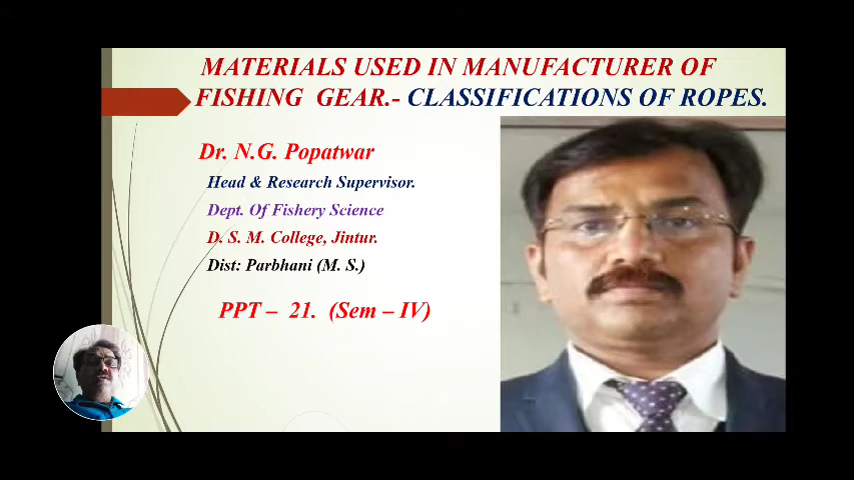 MATERIALS USED IN MANUFACTURER OF
FISHING GEAR.- CLASSIFICATIONS OF ROPES.
Dr. N.G. Popatwar
Head & Research Supervisor.
Dept. Of Fishery Science
D. S. M. College, Jintur.
Dist: Parbhani (M. S.)
PPT – 21. (Sem – IV)